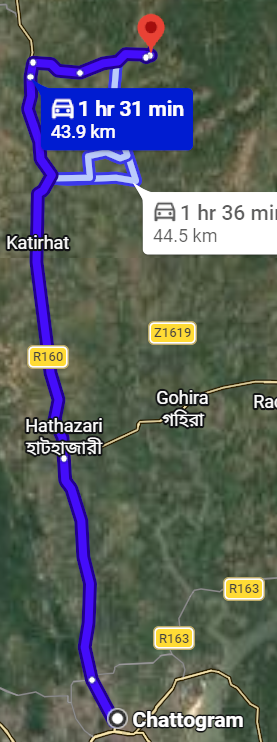 1 hr 31 min
43.9 km
1 hr 36 min
44.5 km
Katirhat
Z1619
R160
Gohira
গহিরা
Hathazari
হাটহাজারী
R163
R163
Chattogram